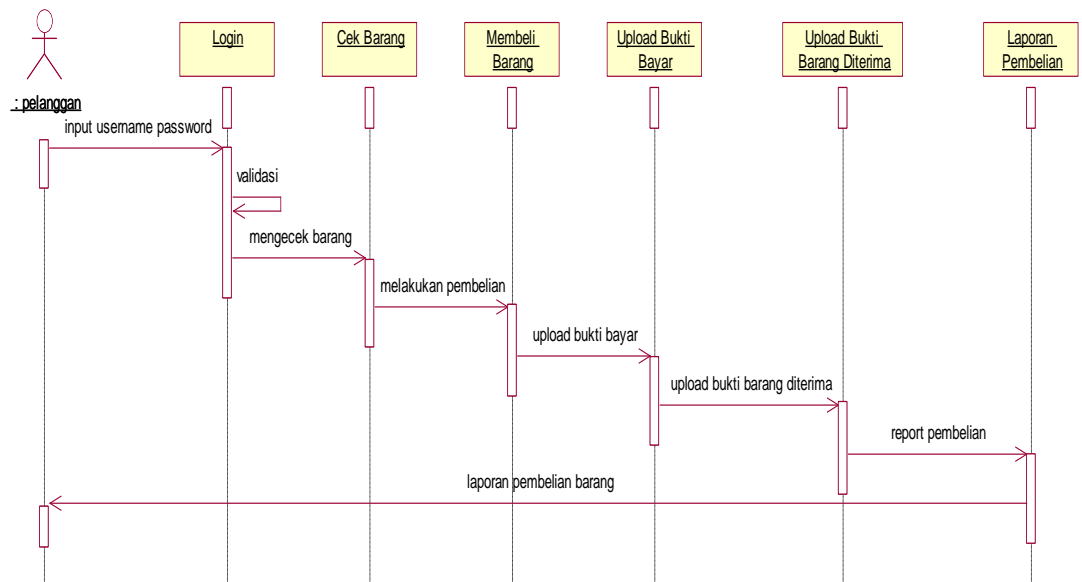 Login
Cek Barang
Membeli
Barang
Upload Bukti
Bayar
Upload Bukti
Barang Diterima
Laporan
Pembelian
: pelanggan
input username password
validasi
mengecek barang
melakukan pembelian
upload bukti bayar
upload bukti barang diterima
report pembelian
laporan pembelian barang